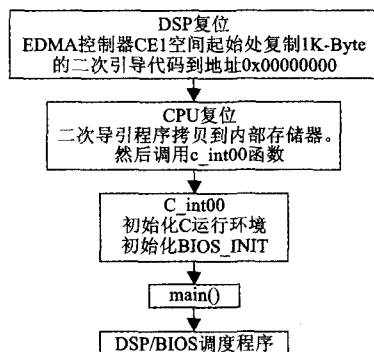 DSP复位
EDMA控制器CE1空间起始处复制1K-Byte
的二次引导代码到地址0x00000000
CPU复位
二次导引程序拷贝到内部存储器。
然后调用c_int00函数
C_int00
初始化C运行环境
初始化BIOS_INIT
main()
DSP/BIOS调度程序